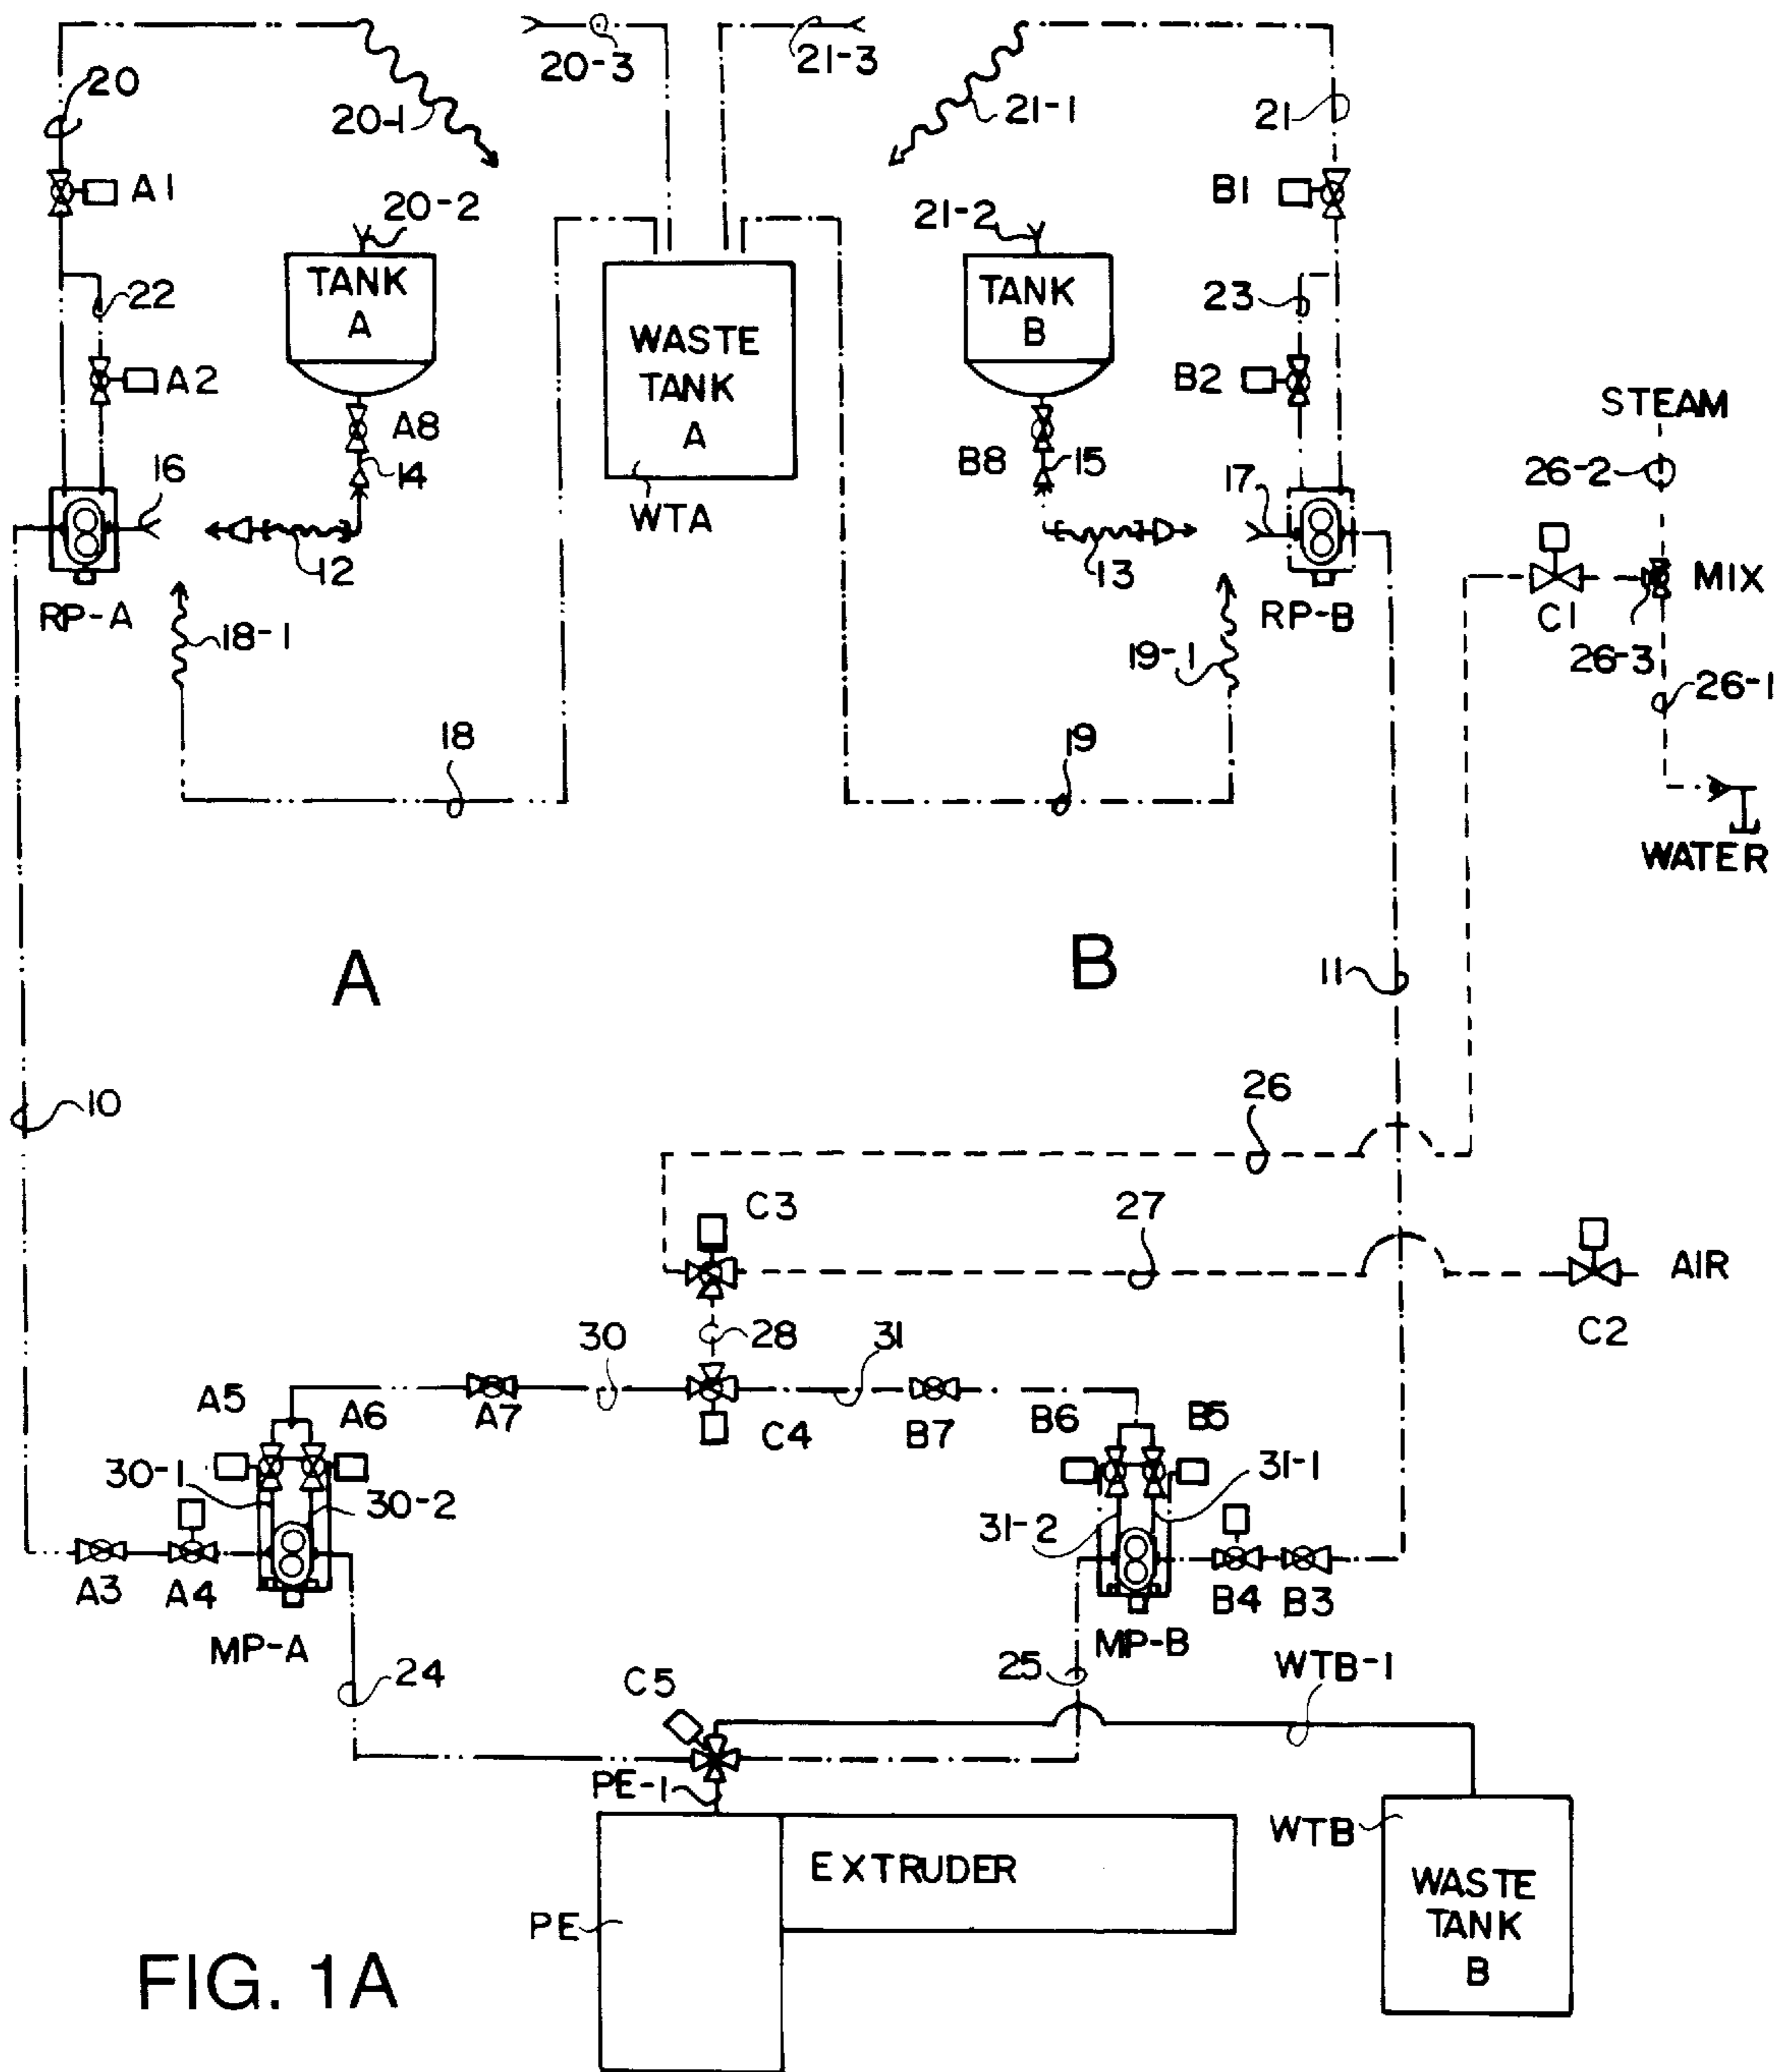 20
20-1
20-3
21-3
21-1
21
A1
20-2
21-2
B1
22
TANK
A
WASTE
TANK
A
TANK
B
23
A2
B2
STEAM
A8
14
B8
15
26-2
16
WTA
17
12
13
C1
MIX
RP-A
RP-B
18-1
19-1
26-3
26-1
18
19
WATER
A
B
11
10
26
C3
27
AIR
C2
28
30
31
A5
A6
A7
C4
B7
B6
B5
30-1
30-2
31-2
31-1
A3
A4
B4
B3
MP-A
MP-B
24
C5
25
WTB-1
PE-1
EXTRUDER
WTB
WASTE
TANK
B
PE
FIG. 1A